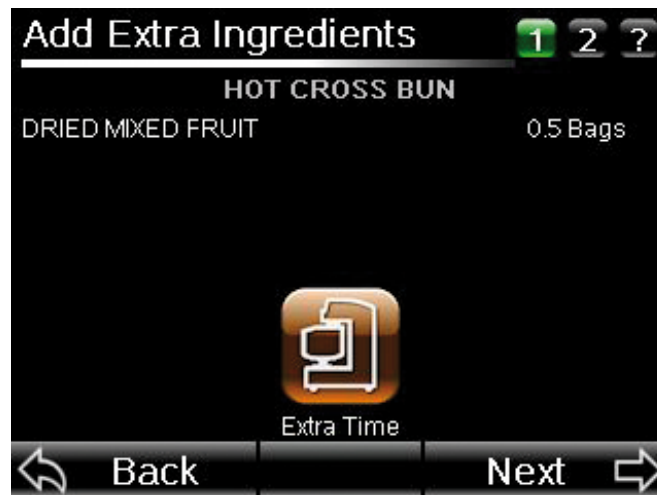 Add Extra Ingredients 1 2 ?
HOT CROSS BUN
DRIED MIXED FRUIT 0.5 Bags
Extra Time
Back Next